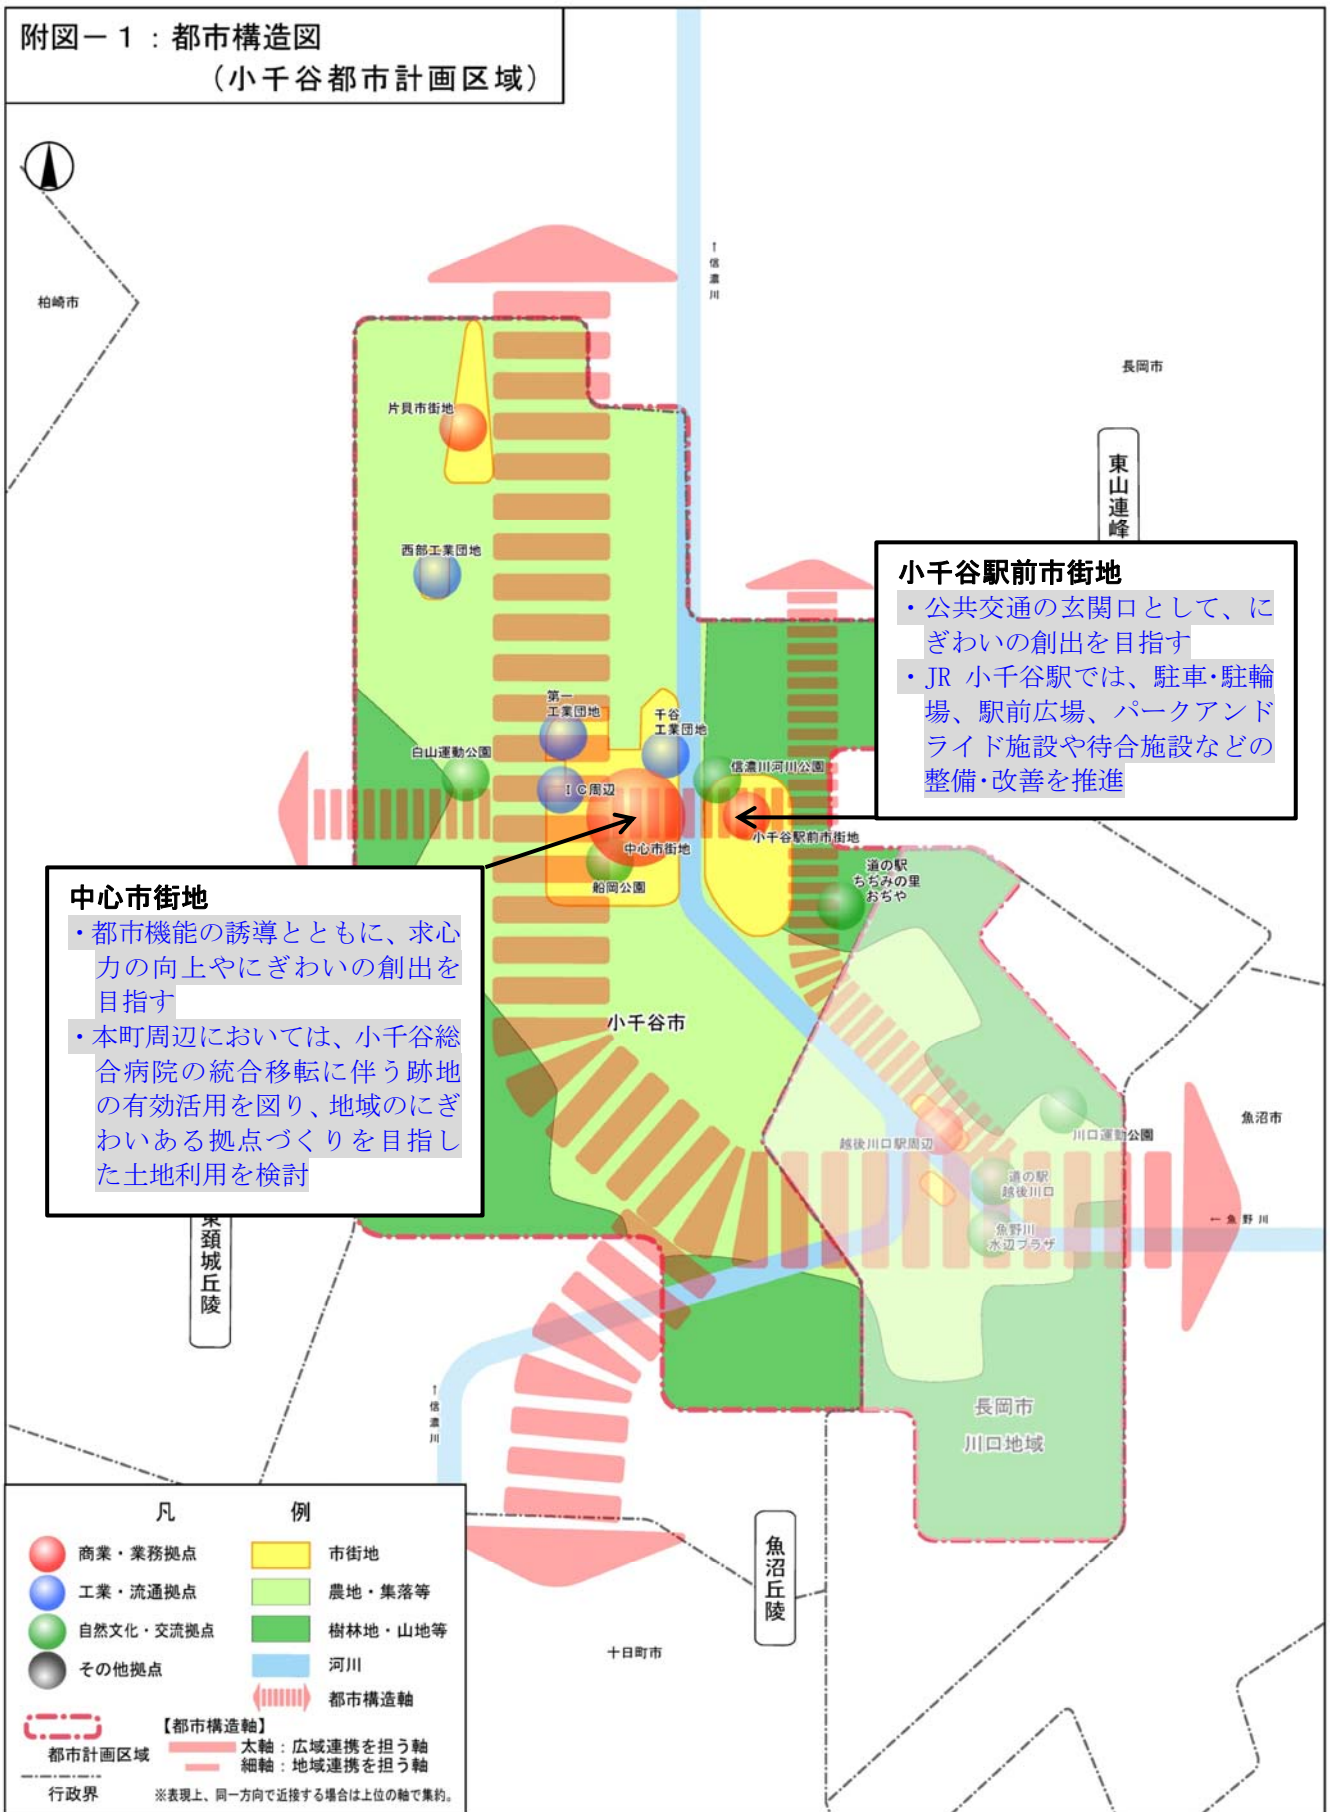 附図－１：都市構造図
（小千谷都市計画区域）
柏崎市
↑信濃川
長岡市
片貝市街地
東山連峰
西部工業団地
小千谷駅前市街地
・公共交通の玄関口として、に
ぎわいの創出を目指す
・JR 小千谷駅では、駐車・駐輪
場、駅前広場、パークアンド
ライド施設や待合施設などの
整備・改善を推進
第一
工業団地
千谷
工業団地
白山運動公園
信濃川河川公園
ＩＣ周辺
小千谷駅前市街地
中心市街地
船岡公園
道の駅
ちぢみの里
おぢや
中心市街地
・都市機能の誘導とともに、求心
力の向上やにぎわいの創出を
目指す
・本町周辺においては、小千谷総
合病院の統合移転に伴う跡地
の有効活用を図り、地域のにぎ
わいある拠点づくりを目指し
た土地利用を検討
小千谷市
越後川口駅周辺
川口運動公園
魚沼市
道の駅
越後川口
←魚野川
魚野川
水辺プラザ
東頚城丘陵
↑信濃川
長岡市
川口地域
魚沼丘陵
十日町市
凡 例
商業・業務拠点
市街地
工業・流通拠点
農地・集落等
自然文化・交流拠点
樹林地・山地等
その他拠点
河川
都市構造軸
都市計画区域
【都市構造軸】
太軸：広域連携を担う軸
細軸：地域連携を担う軸
行政界
※表現上、同一方向で近接する場合は上位の軸で集約。